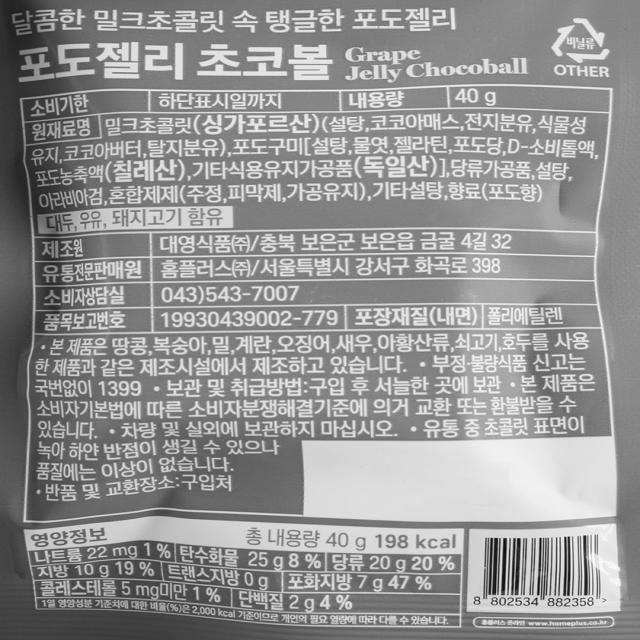 달콤한 밀크초콜릿 속 탱글한 포도젤리
포도젤리 초코볼 Grape Jelly Chocoball
비닐류
OTHER
소비기한 하단표시일까지 내용량 40 g
원재료명 밀크초콜릿(싱가포르산)(설탕,코코아매스,전지분유,식물성
유지,코코아버터,탈지분유),포도구미[설탕,물엿,젤라틴,포도당,D-소비톨액,
포도농축액(칠레산),기타식용유지가공품(독일산)],당류가공품,설탕,
아라비아검,혼합제제(주정,피막제,가공유지),기타설탕,향료(포도향)
대두, 우유, 돼지고기 함유
제조원 대영식품㈜/충북 보은군 보은읍 금굴 4길 32
유통전문판매원 홈플러스㈜/서울특별시 강서구 화곡로 398
소비자상담실 043)543-7007
품목보고번호 19930439002-779 포장재질(내면) 폴리에틸렌
• 본 제품은 땅콩,복숭아,밀,계란,오징어,새우,아황산류,쇠고기,호두를 사용
한 제품과 같은 제조시설에서 제조하고 있습니다. • 부정·불량식품 신고는
국번없이 1399 • 보관 및 취급방법:구입 후 서늘한 곳에 보관 • 본 제품은
소비자기본법에 따른 소비자분쟁해결기준에 의거 교환 또는 환불받을 수
있습니다. • 차량 및 실외에 보관하지 마십시오. • 유통 중 초콜릿 표면이
녹아 하얀 반점이 생길 수 있으나
품질에는 이상이 없습니다.
• 반품 및 교환장소:구입처
영양정보 총 내용량 40 g 198 kcal
나트륨 22 mg 1 % 탄수화물 25 g 8 % 당류 20 g 20 %
지방 10 g 19 % 트랜스지방 0 g 포화지방 7 g 47 %
콜레스테롤 5 mg미만 1 % 단백질 2 g 4 %
1일 영양성분 기준치에 대한 비율(%)은 2,000 kcal 기준이므로 개인의 필요 열량에 따라 다를 수 있습니다.
8 802534 882358 >
홈플러스 온라인 www.homeplus.co.kr